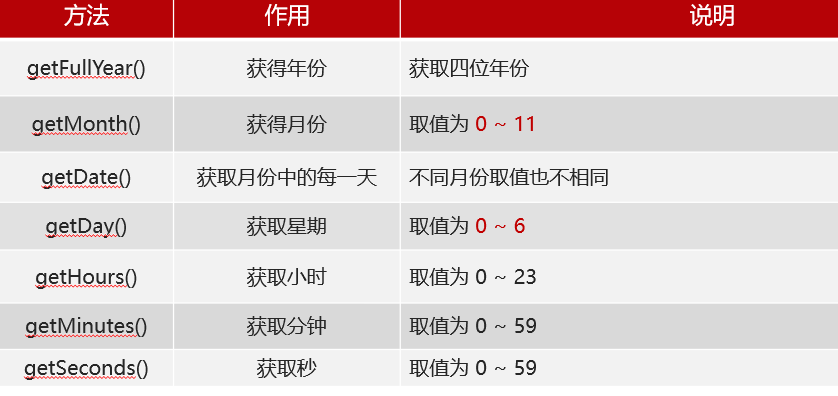 方法 作用 说明
getFullYear() 获得年份 获取四位年份
getMonth() 获得月份 取值为 0 ~ 11
getDate() 获取月份中的每一天 不同月份取值也不相同
getDay() 获取星期 取值为 0 ~ 6
getHours() 获取小时 取值为 0 ~ 23
getMinutes() 获取分钟 取值为 0 ~ 59
getSeconds() 获取秒 取值为 0 ~ 59